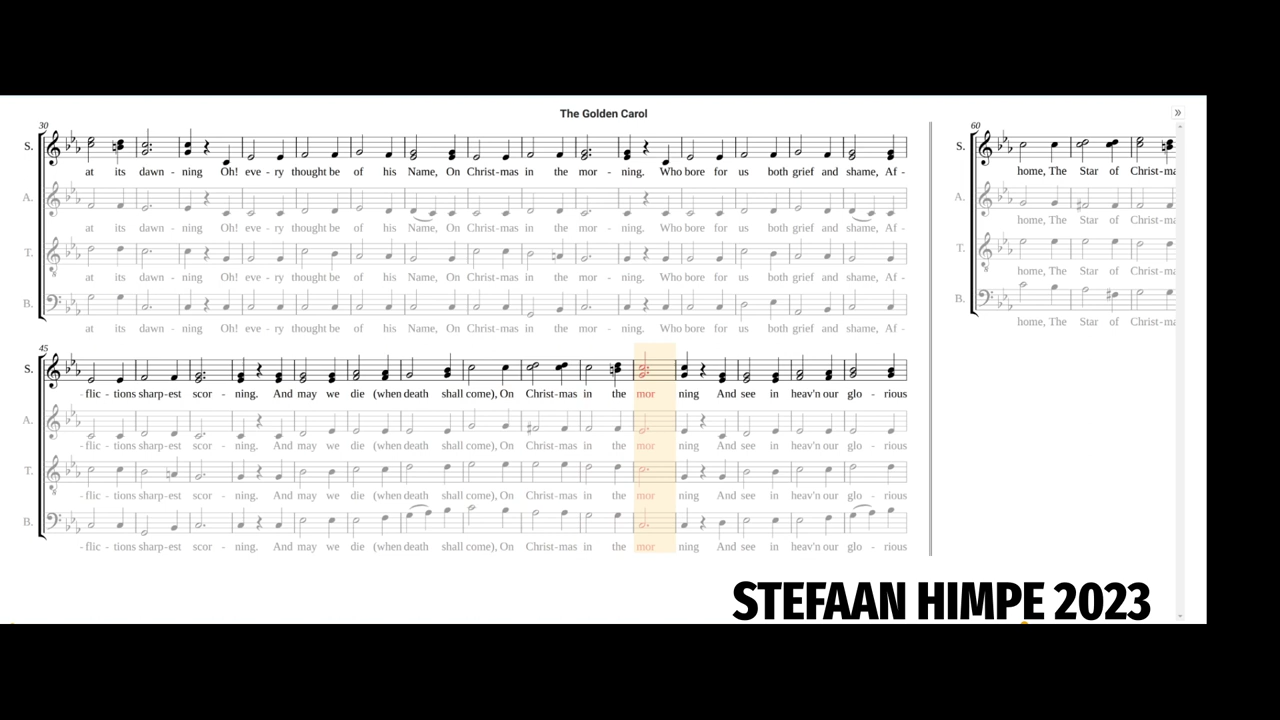 The Golden Carol
»
30
S.
at its dawn - ning Oh! eve - ry thought be of his Name, On Christ-mas in the mor - ning. Who bore for us both grief and shame, Af -
A.
at its dawn - ning Oh! eve - ry thought be of his Name, On Christ-mas in the mor - ning. Who bore for us both grief and shame, Af -
T.
at its dawn - ning Oh! eve - ry thought be of his Name, On Christ-mas in the mor - ning. Who bore for us both grief and shame, Af -
B.
at its dawn - ning Oh! eve - ry thought be of his Name, On Christ-mas in the mor - ning. Who bore for us both grief and shame, Af -
45
S.
- flic - tions sharp-est scor - ning. And may we die (when death shall come), On Christ-mas in the mor ning And see in heav'n our glo - rious
A.
- flic - tions sharp-est scor - ning. And may we die (when death shall come), On Christ-mas in the mor ning And see in heav'n our glo - rious
T.
- flic - tions sharp-est scor - ning. And may we die (when death shall come), On Christ-mas in the mor ning And see in heav'n our glo - rious
B.
- flic - tions sharp-est scor - ning. And may we die (when death shall come), On Christ-mas in the mor ning And see in heav'n our glo - rious
60
S.
home, The Star of Christ-ma
A.
home, The Star of Christ-ma
T.
home, The Star of Christ-ma
B.
home, The Star of Christ-ma
STEFAAN HIMPE 2023